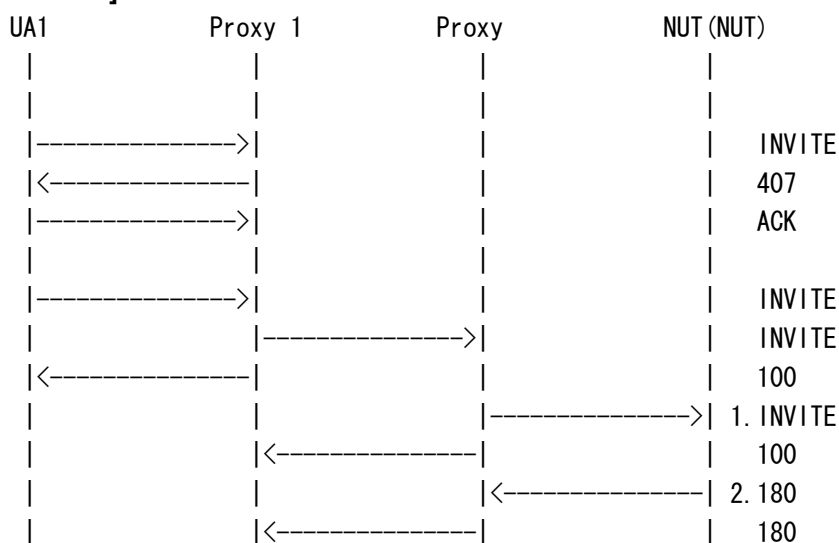 ]
UA1 Proxy 1 Proxy NUT(NUT)
| | | |
| | | |
|--------------->| | | INVITE
|<---------------| | | 407
|--------------->| | | ACK
| | | |
|--------------->| | | INVITE
| |--------------->| | INVITE
|<---------------| | | 100
| | |--------------->| 1.INVITE
| |<---------------| | 100
| | |<---------------| 2.180
| |<---------------| | 180